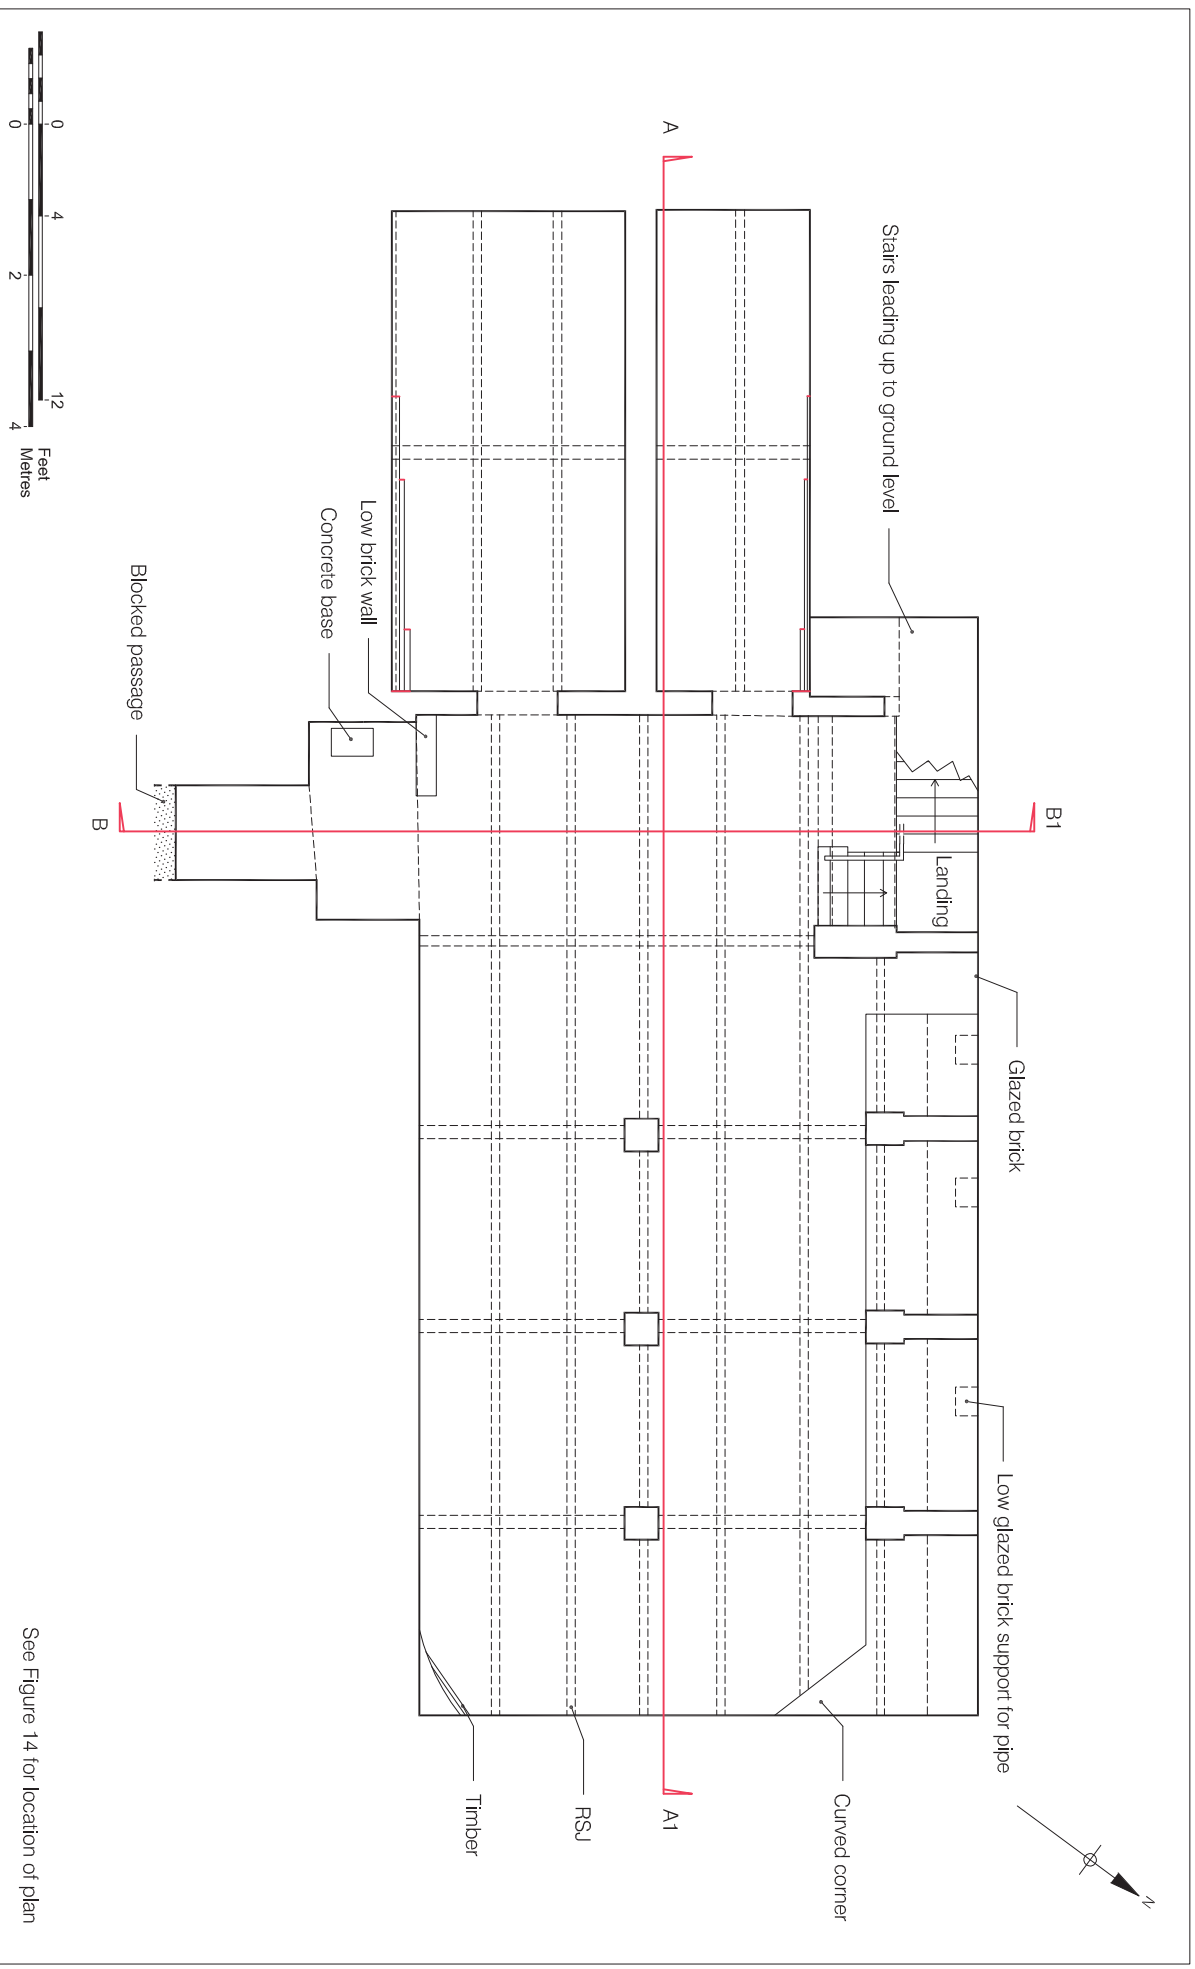 B1
Landing
Glazed brick
Low glazed brick support for pipe
N
Stairs leading up to ground level
Curved corner
A
A1
RSJ
Timber
Low brick wall
Concrete base
Blocked passage
B
0 4 12 Feet
0 2 4 Metres
See Figure 14 for location of plan